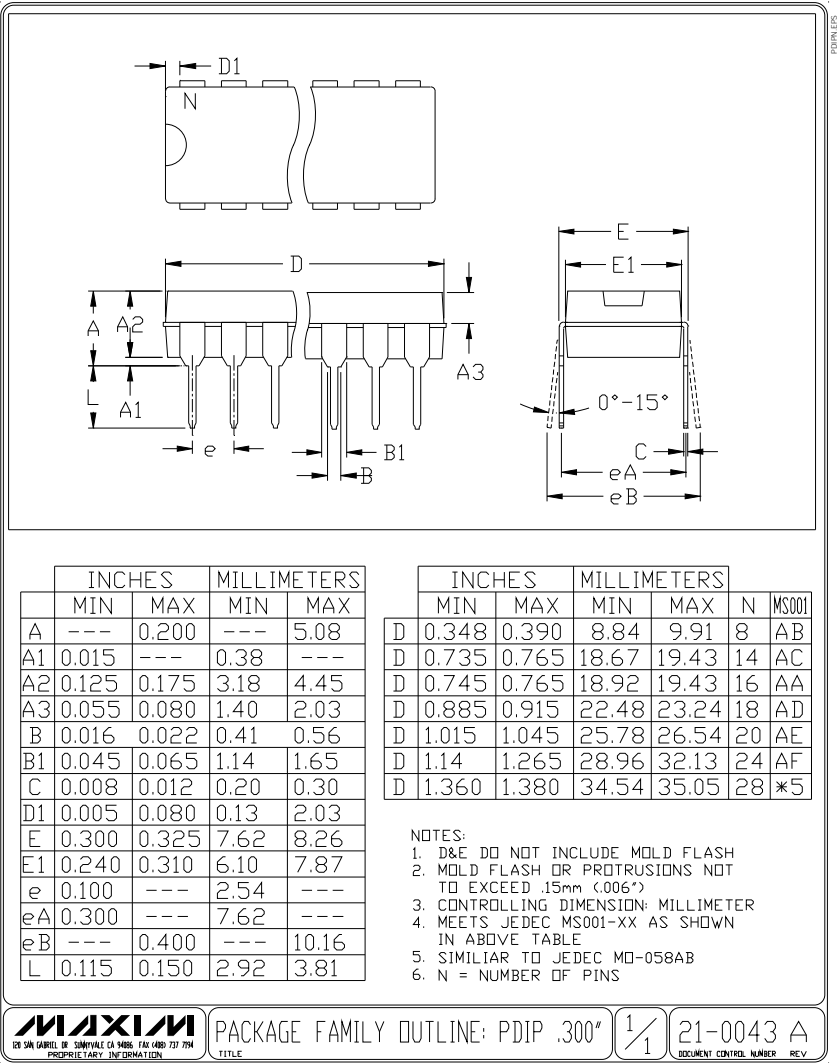 PDIPN.EPS
D1
N
E
D
E1
A
A2
A3
L
A1
0°-15°
e
B1
C
B
eA
eB
INCHES MILLIMETERS
MIN MAX MIN MAX
A --- 0.200 --- 5.08
A1 0.015 --- 0.38 ---
A2 0.125 0.175 3.18 4.45
A3 0.055 0.080 1.40 2.03
B 0.016 0.022 0.41 0.56
B1 0.045 0.065 1.14 1.65
C 0.008 0.012 0.20 0.30
D1 0.005 0.080 0.13 2.03
E 0.300 0.325 7.62 8.26
E1 0.240 0.310 6.10 7.87
e 0.100 --- 2.54 ---
eA 0.300 --- 7.62 ---
eB --- 0.400 --- 10.16
L 0.115 0.150 2.92 3.81
INCHES MILLIMETERS
MIN MAX MIN MAX N MS001
D 0.348 0.390 8.84 9.91 8 AB
D 0.735 0.765 18.67 19.43 14 AC
D 0.745 0.765 18.92 19.43 16 AA
D 0.885 0.915 22.48 23.24 18 AD
D 1.015 1.045 25.78 26.54 20 AE
D 1.14 1.265 28.96 32.13 24 AF
D 1.360 1.380 34.54 35.05 28 *5
NOTES:
1. D&E DO NOT INCLUDE MOLD FLASH
2. MOLD FLASH OR PROTRUSIONS NOT
TO EXCEED .15mm (.006")
3. CONTROLLING DIMENSION: MILLIMETER
4. MEETS JEDEC MS001-XX AS SHOWN
IN ABOVE TABLE
5. SIMILIAR TO JEDEC MO-058AB
6. N = NUMBER OF PINS
MAXIM
120 SAN GABRIEL DR SUNNYVALE CA 94086 FAX (408) 737 7194
PROPRIETARY INFORMATION
PACKAGE FAMILY OUTLINE: PDIP .300"
TITLE
1/1
21-0043 A
DOCUMENT CONTROL NUMBER REV